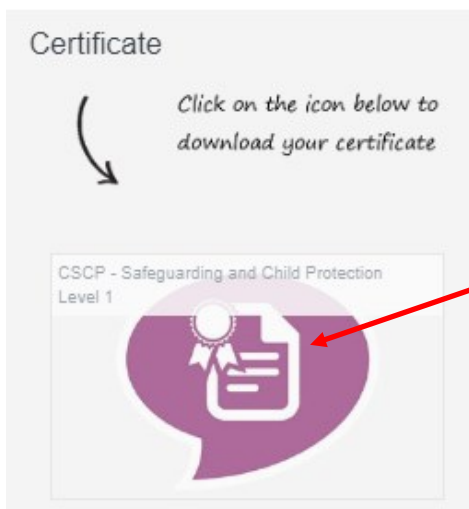 Certificate
Click on the icon below to
download your certificate
CSCP - Safeguarding and Child Protection
Level 1